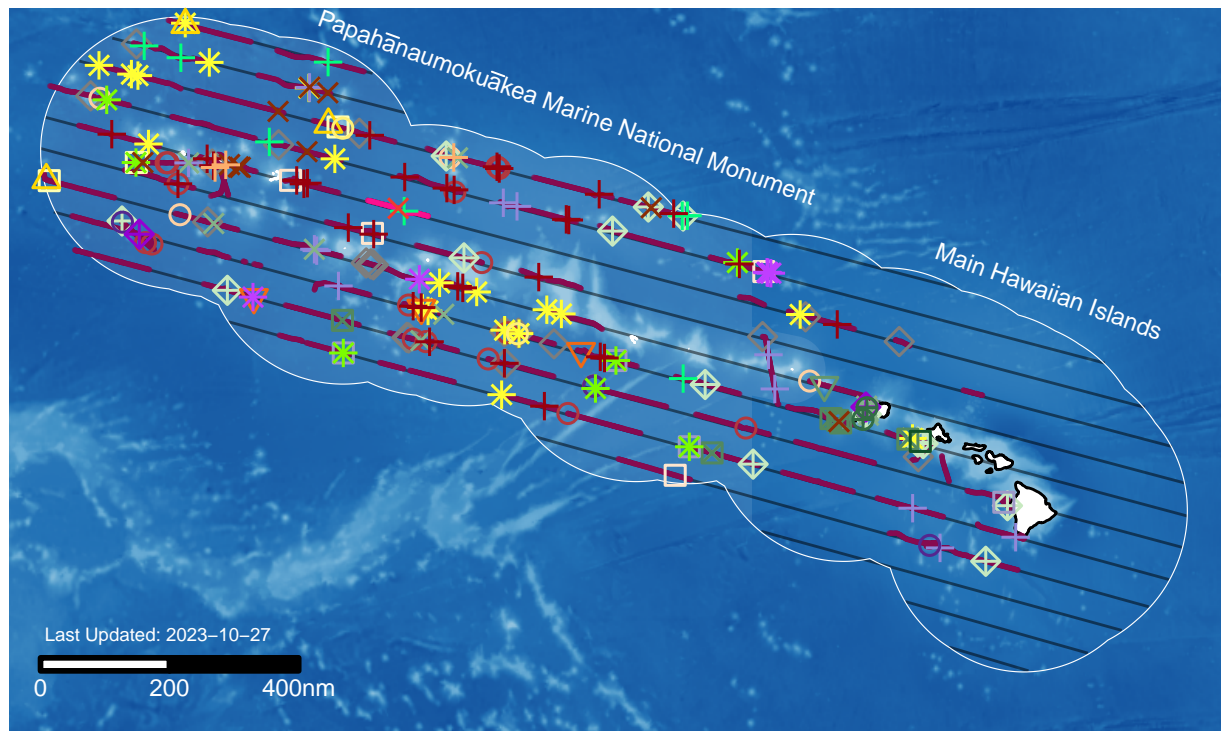 Papahānaumokuākea Marine National Monument
Main Hawaiian Islands
Last Updated: 2023−10−27
0 200 400nm